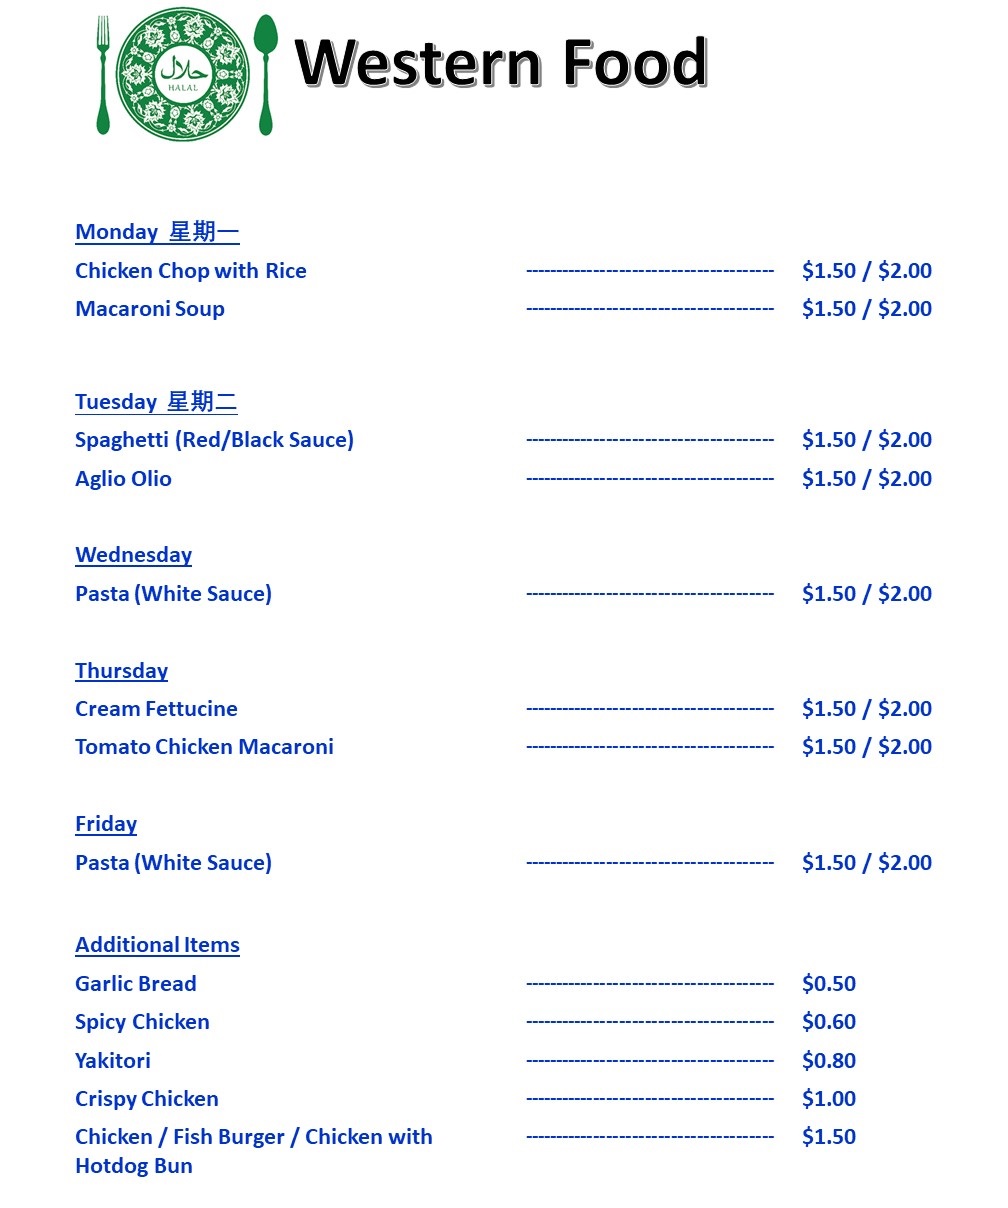 حلال
HALAL
Western Food
Monday 星期一
Chicken Chop with Rice ---------------------------------------- $1.50 / $2.00
Macaroni Soup ---------------------------------------- $1.50 / $2.00
Tuesday 星期二
Spaghetti (Red/Black Sauce) ---------------------------------------- $1.50 / $2.00
Aglio Olio ---------------------------------------- $1.50 / $2.00
Wednesday
Pasta (White Sauce) ---------------------------------------- $1.50 / $2.00
Thursday
Cream Fettucine ---------------------------------------- $1.50 / $2.00
Tomato Chicken Macaroni ---------------------------------------- $1.50 / $2.00
Friday
Pasta (White Sauce) ---------------------------------------- $1.50 / $2.00
Additional Items
Garlic Bread ---------------------------------------- $0.50
Spicy Chicken ---------------------------------------- $0.60
Yakitori ---------------------------------------- $0.80
Crispy Chicken ---------------------------------------- $1.00
Chicken / Fish Burger / Chicken with ---------------------------------------- $1.50
Hotdog Bun